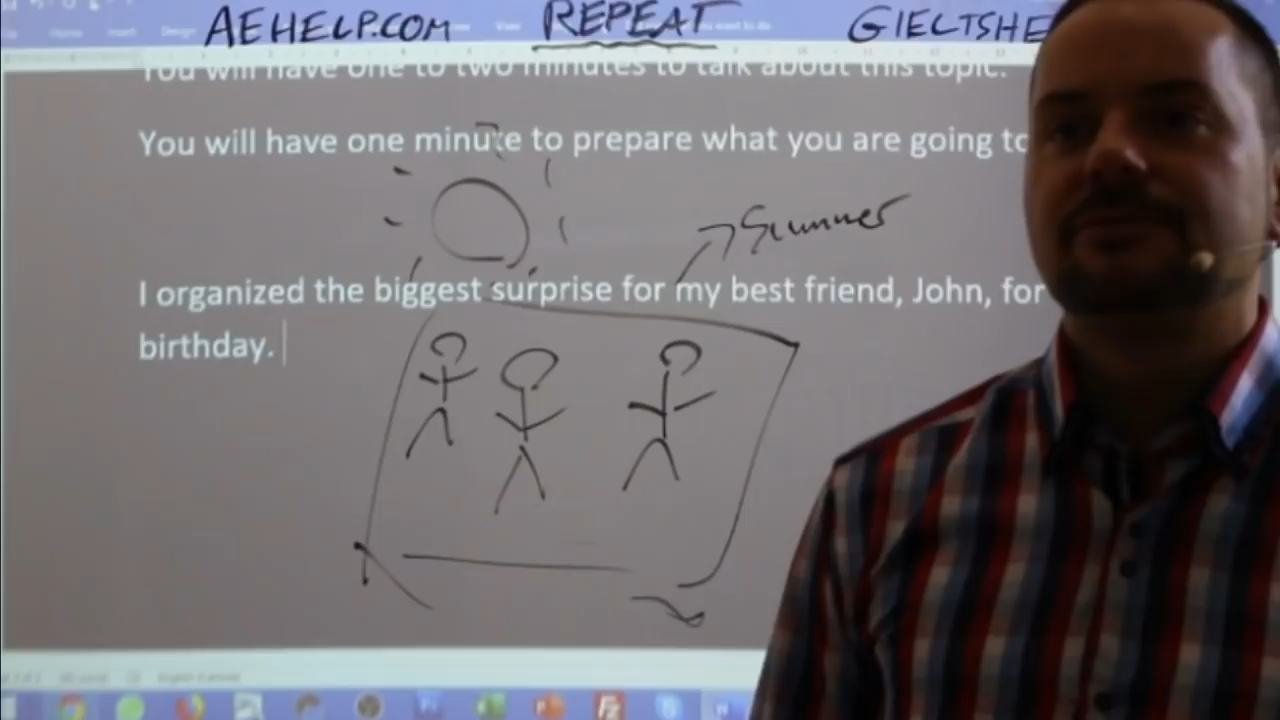 AEHELP.COM REPEAT GIELTSHE
You will have one to two minutes to talk about this topic.
You will have one minute to prepare what you are going to
Summer
I organized the biggest surprise for my best friend, John, for
birthday.